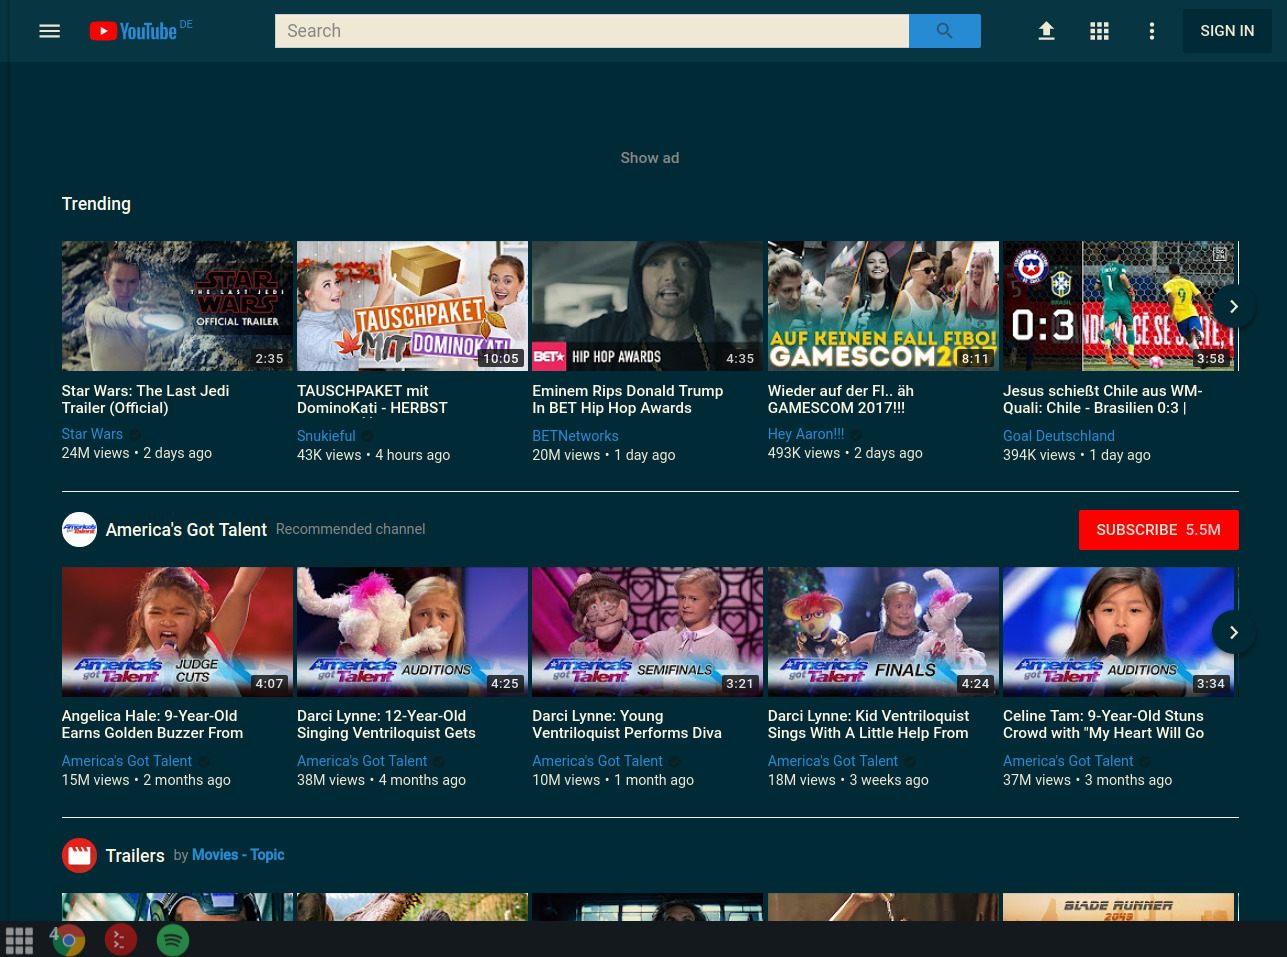 YouTube DE
Search
SIGN IN
Show ad
Trending
STAR
THE LAST JEDI
WARS
OFFICIAL TRAILER
2:35
TAUSCHPAKET
MIT
DOMINOKATI
10:05
BET HIP HOP AWARDS
4:35
AUF KEINEN FALL FIBO!
GAMESCOM
8:11
BRASIL
0:3
9
3:58
Star Wars: The Last Jedi
Trailer (Official)
Star Wars
24M views • 2 days ago
TAUSCHPAKET mit
DominoKati - HERBST
Snukieful
43K views • 4 hours ago
Eminem Rips Donald Trump
In BET Hip Hop Awards
BETNetworks
20M views • 1 day ago
Wieder auf der FI.. äh
GAMESCOM 2017!!!
Hey Aaron!!!
493K views • 2 days ago
Jesus schießt Chile aus WM-
Quali: Chile - Brasilien 0:3 |
Goal Deutschland
394K views • 1 day ago
America's Got Talent Recommended channel
SUBSCRIBE 5.5M
America's got Talent
JUDGE
CUTS
4:07
America's got Talent
AUDITIONS
4:25
America's got Talent
SEMIFINALS
3:21
America's got Talent
FINALS
4:24
America's got Talent
AUDITIONS
3:34
Angelica Hale: 9-Year-Old
Earns Golden Buzzer From
America's Got Talent
15M views • 2 months ago
Darci Lynne: 12-Year-Old
Singing Ventriloquist Gets
America's Got Talent
38M views • 4 months ago
Darci Lynne: Young
Ventriloquist Performs Diva
America's Got Talent
10M views • 1 month ago
Darci Lynne: Kid Ventriloquist
Sings With A Little Help From
America's Got Talent
18M views • 3 weeks ago
Celine Tam: 9-Year-Old Stuns
Crowd with "My Heart Will Go
America's Got Talent
37M views • 3 months ago
Trailers by Movies - Topic
BLADE RUNNER
2049
4